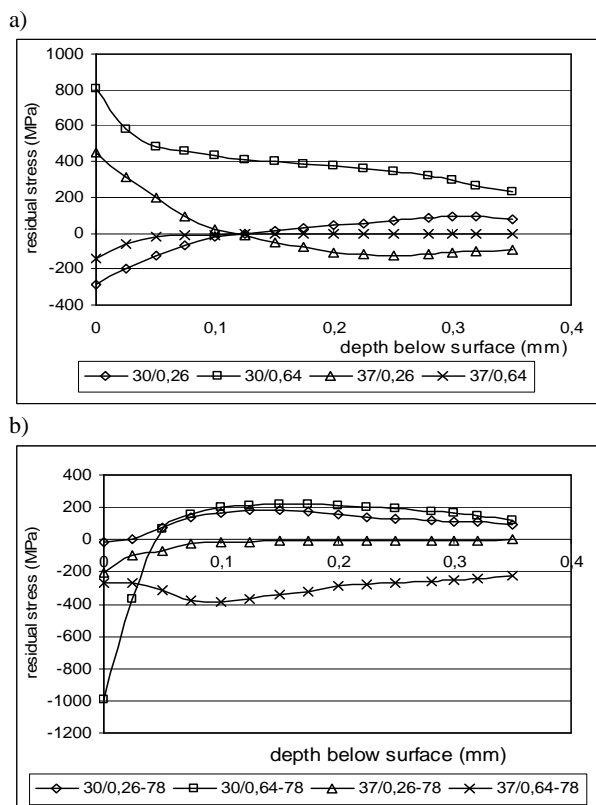 a)
1000
800
600
400
200
0
-200
-400
residual stress (MPa)
0 0,1 0,2 0,3 0,4
depth below surface (mm)
30/0,26 30/0,64 37/0,26 37/0,64
b)
400
200
0
-200
-400
-600
-800
-1000
-1200
residual stress (MPa)
0 0,1 0,2 0,3 0,4
depth below surface (mm)
30/0,26-78 30/0,64-78 37/0,26-78 37/0,64-78